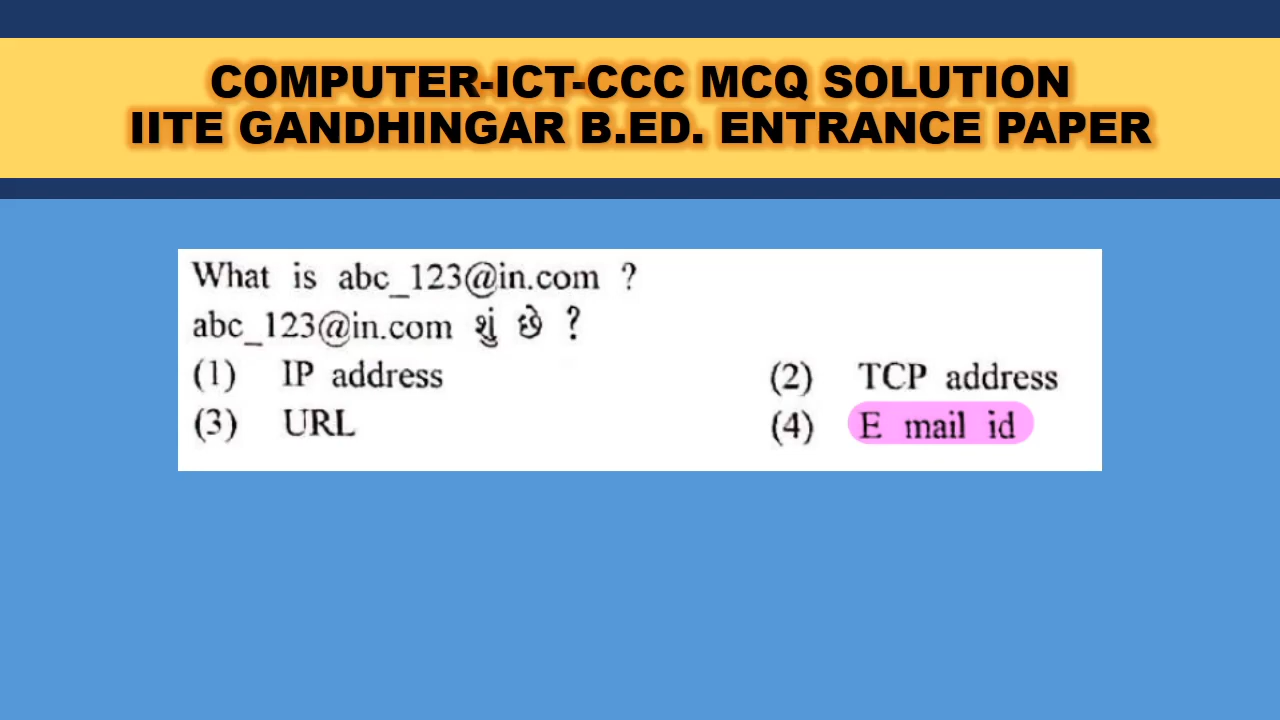 COMPUTER-ICT-CCC MCQ SOLUTION
IITE GANDHINGAR B.ED. ENTRANCE PAPER
What is abc_123@in.com ?
abc_123@in.com શું છે ?
(1) IP address (2) TCP address
(3) URL (4) E mail id